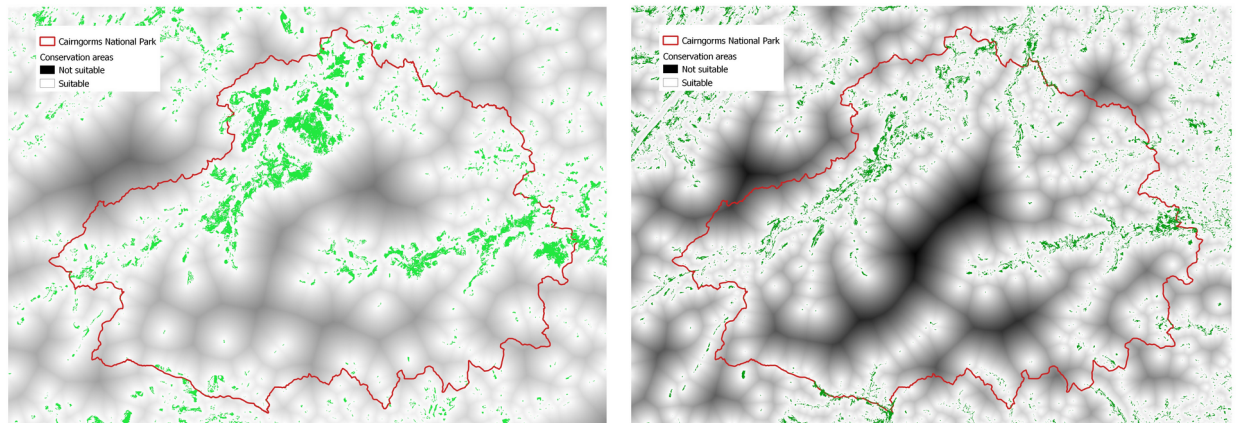 Cairngorms National Park
Conservation areas
Not suitable
Suitable
Cairngorms National Park
Conservation areas
Not suitable
Suitable